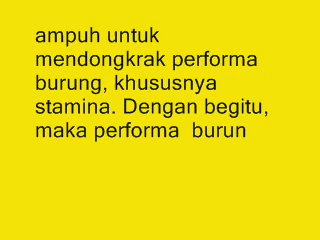 ampuh untuk
mendongkrak performa
burung, khususnya
stamina. Dengan begitu,
maka performa  burun